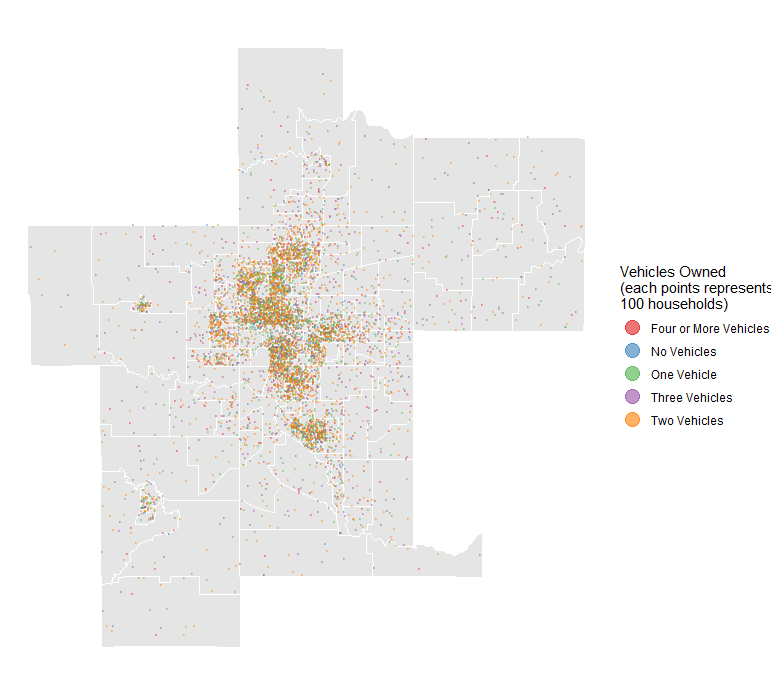 Vehicles Owned
(each points represents
100 households)
Four or More Vehicles
No Vehicles
One Vehicle
Three Vehicles
Two Vehicles